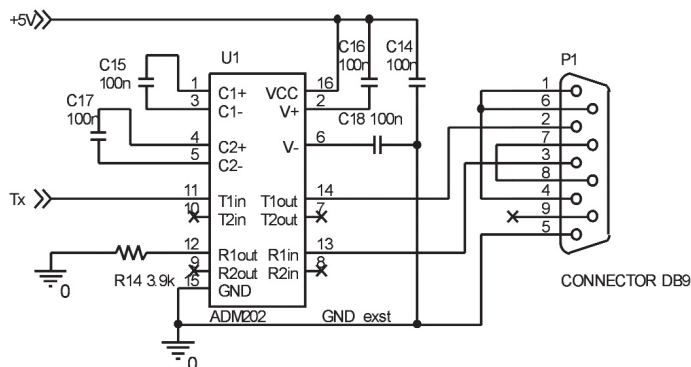 +5V
U1
C16
100n
C14
100n
P1
C15
100n
C17
100n
1
3
C1+
C1-
VCC
V+
16
2
C18 100n
4
5
C2+
C2-
V-
6
Tx
11
10
T1in
T2in
T1out
T2out
14
7
12
9
R1out
R2out
R1in
R2in
13
8
R14 3.9k
15
GND
0
ADM202
GND exst
0
1
6
2
7
3
8
4
9
5
CONNECTOR DB9